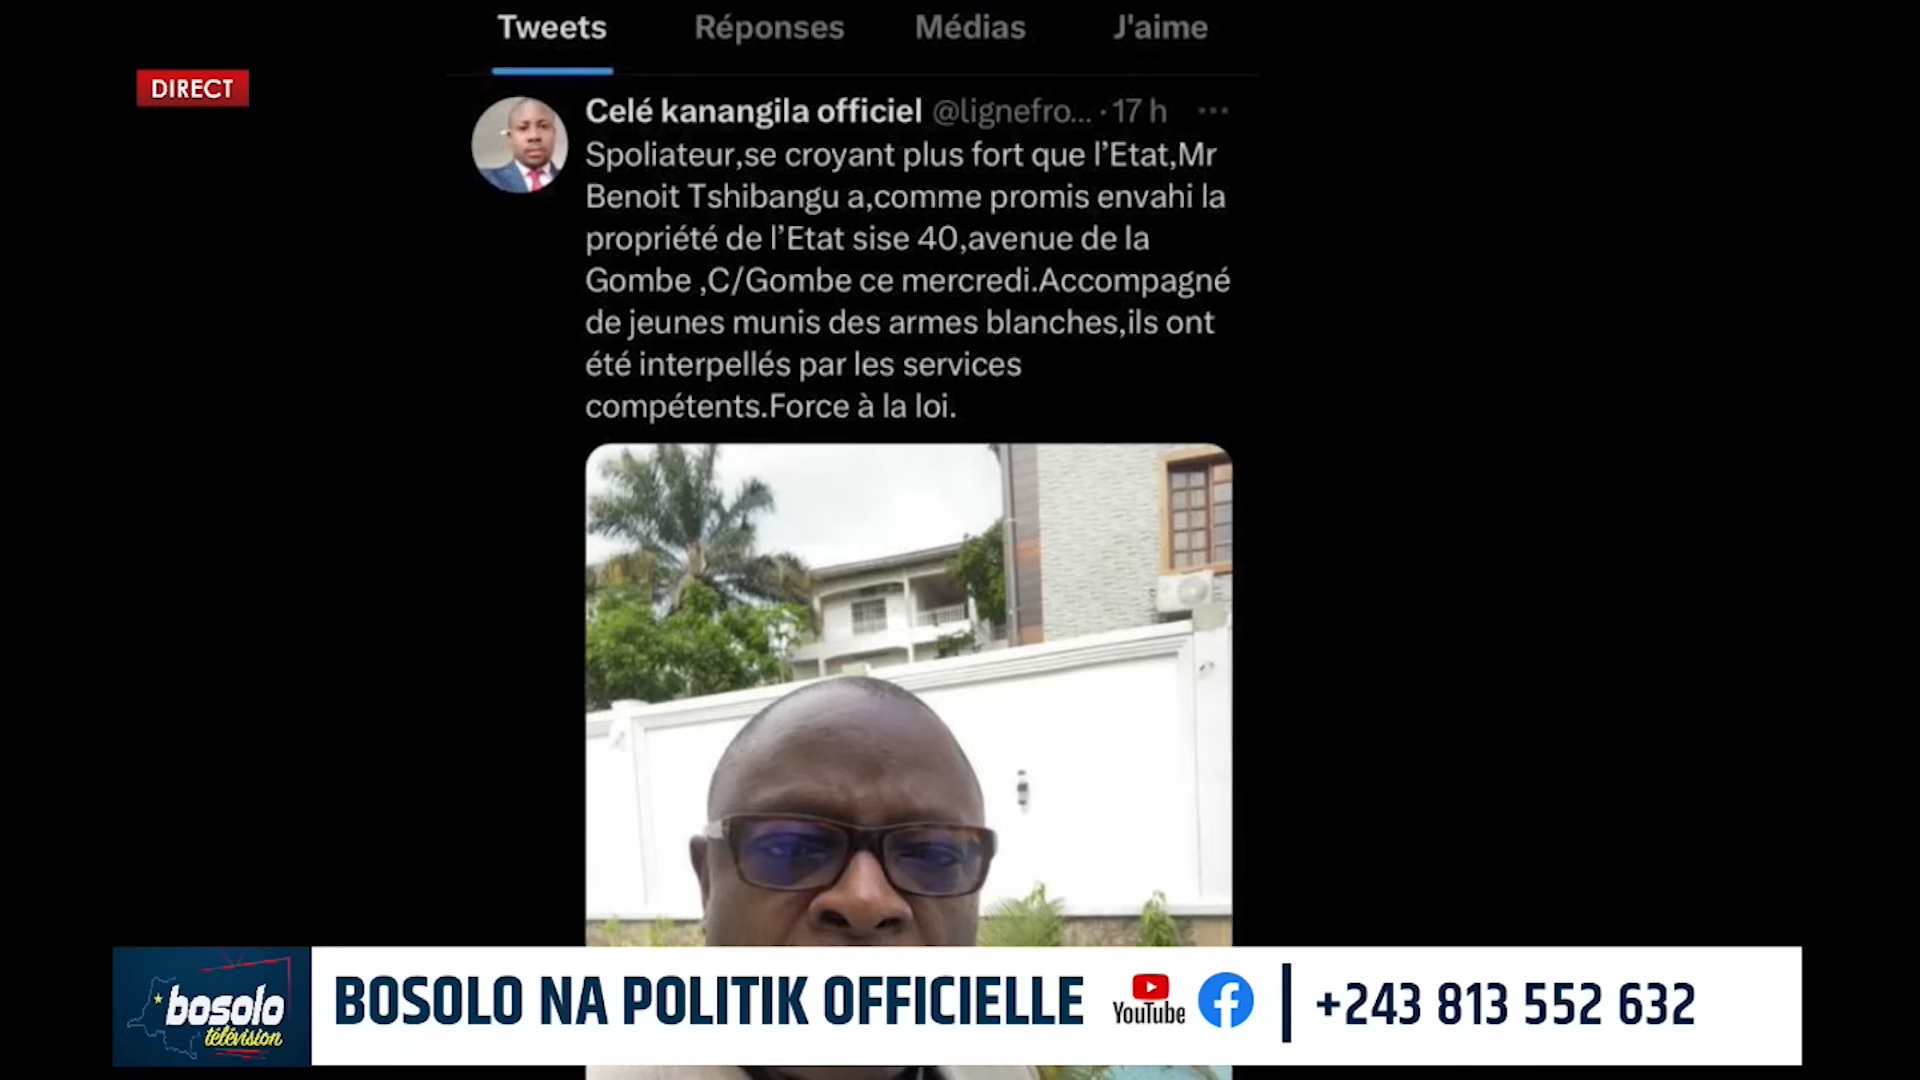 Tweets Réponses Médias J'aime
DIRECT
Celé kanangila officiel @lignefro... · 17 h ...
Spoliateur,se croyant plus fort que l’Etat,Mr
Benoit Tshibangu a,comme promis envahi la
propriété de l’Etat sise 40,avenue de la
Gombe ,C/Gombe ce mercredi.Accompagné
de jeunes munis des armes blanches,ils ont
été interpellés par les services
compétents.Force à la loi.
bosolo
télévision
BOSOLO NA POLITIK OFFICIELLE
YouTube
+243 813 552 632